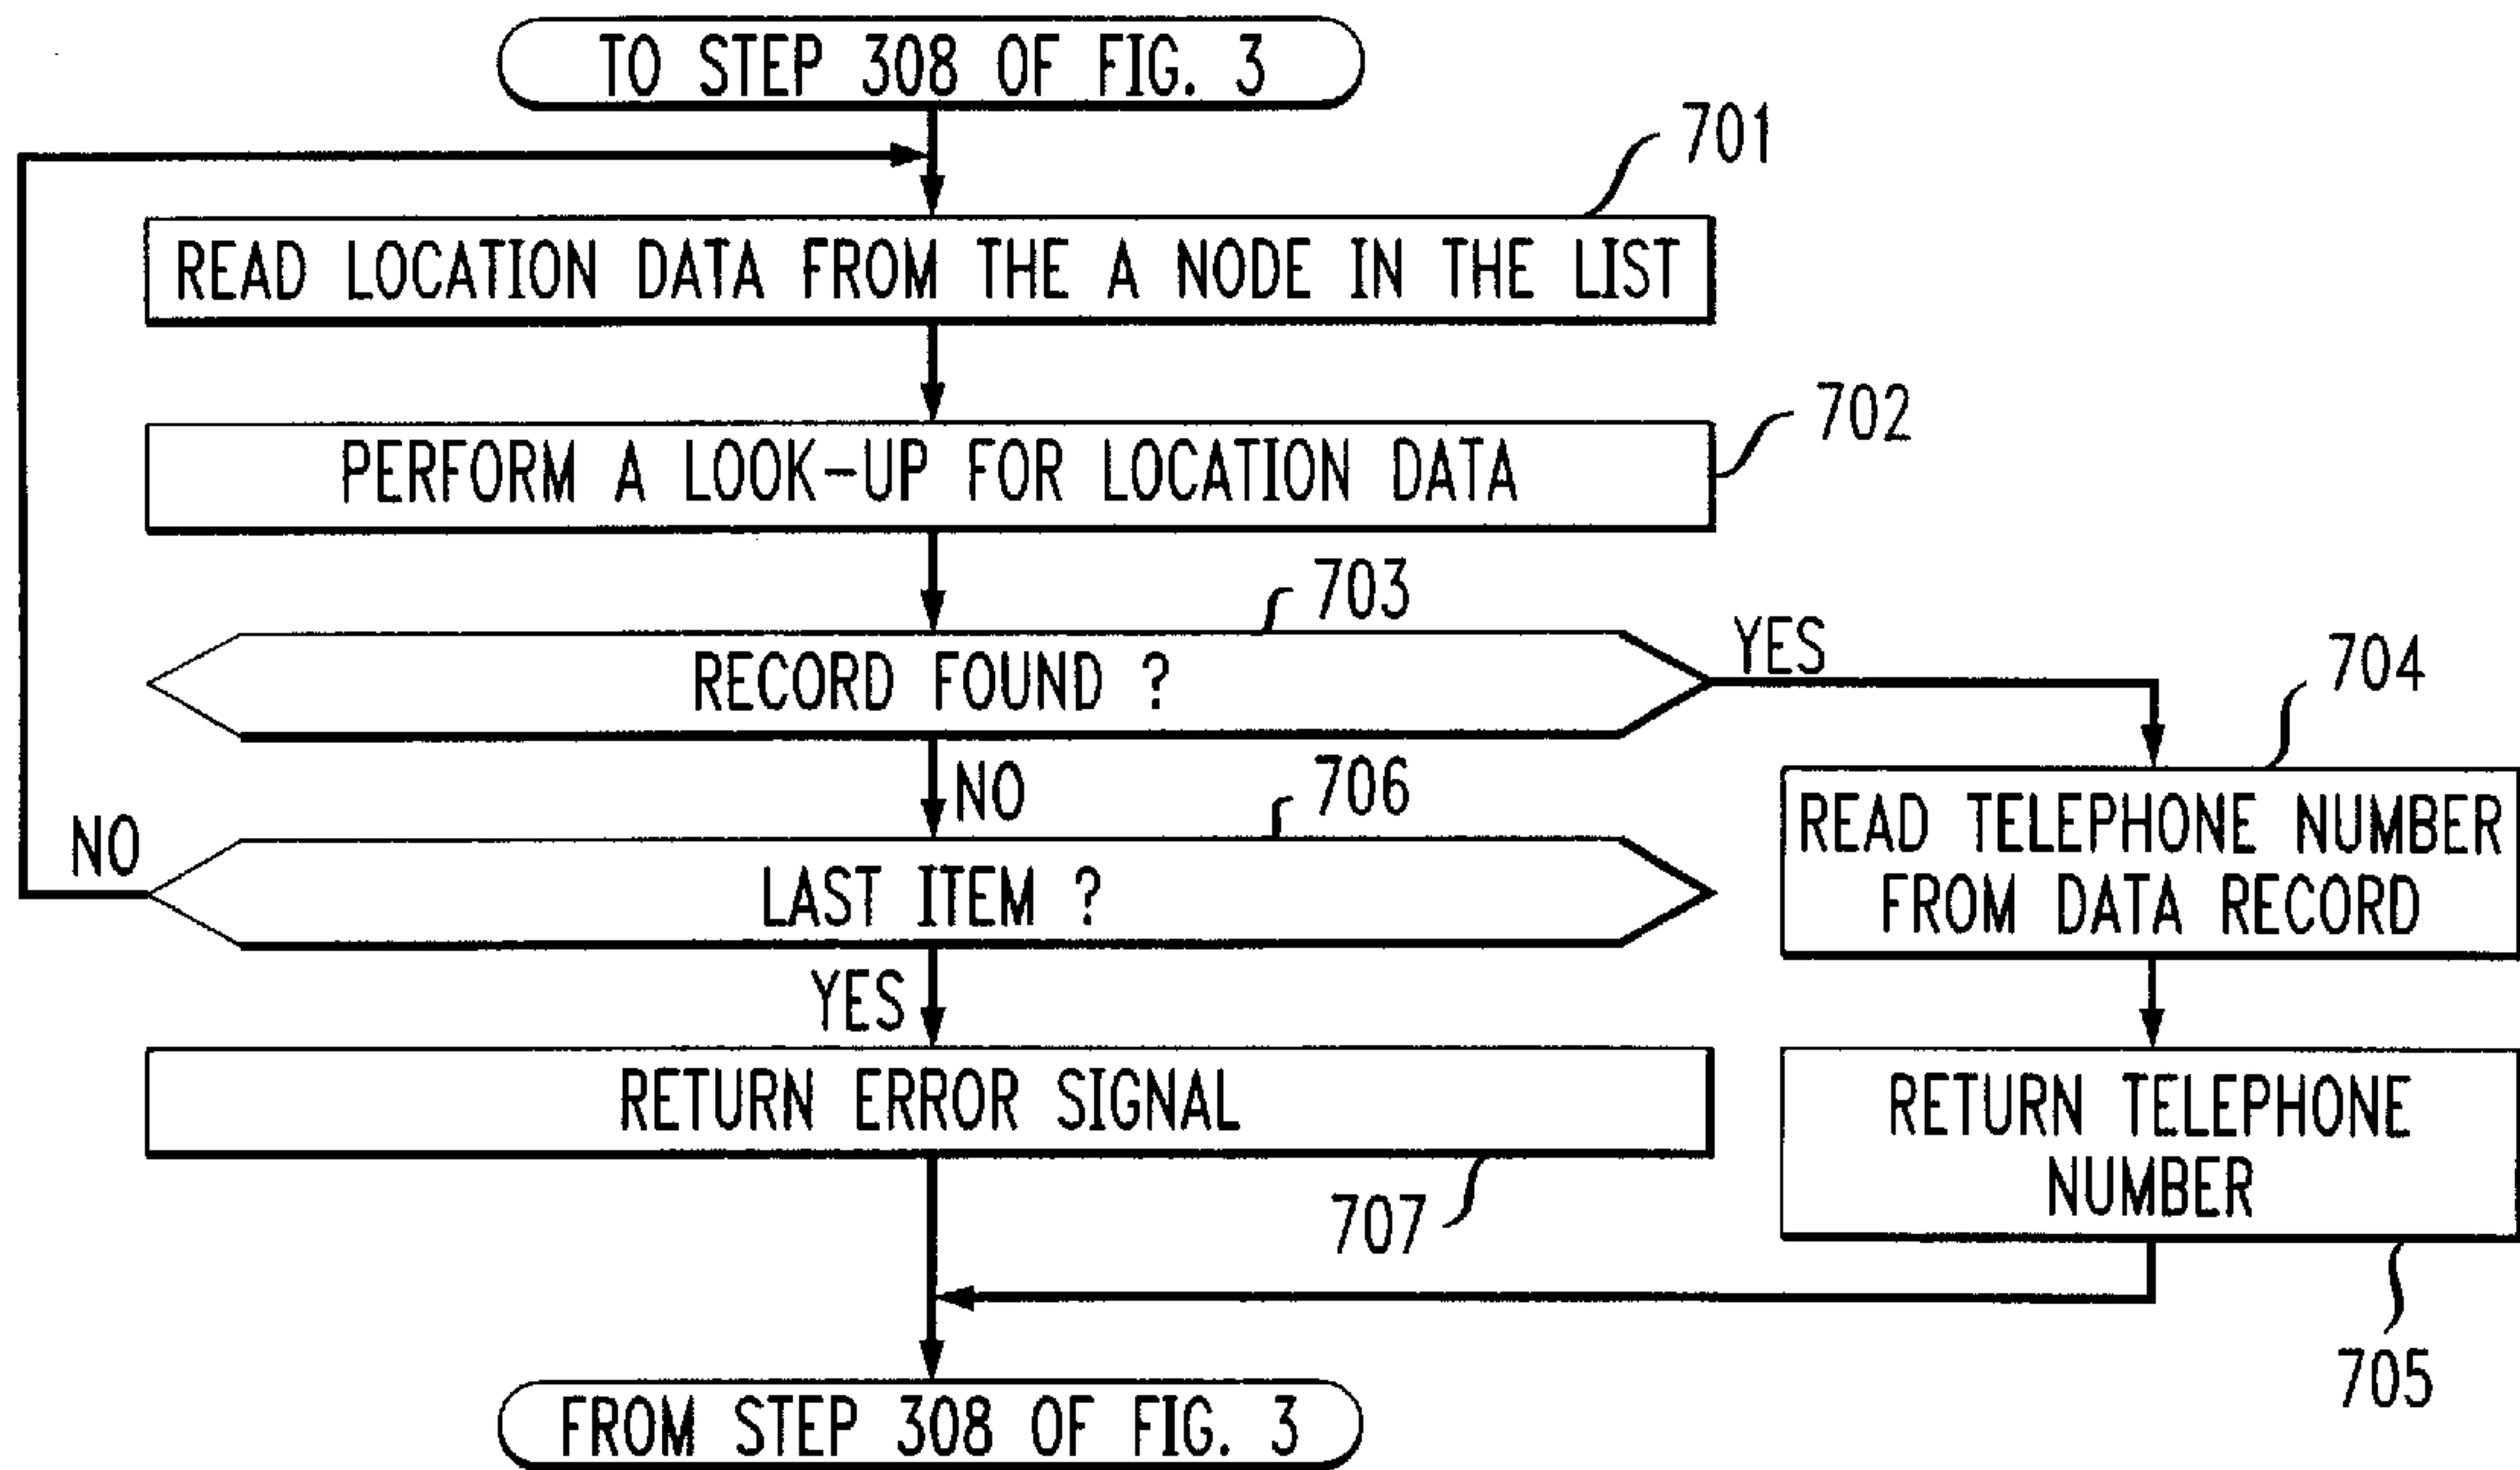 TO STEP 308 OF FIG. 3
701
READ LOCATION DATA FROM THE A NODE IN THE LIST
702
PERFORM A LOOK-UP FOR LOCATION DATA
703
RECORD FOUND ?
YES
704
NO
706
READ TELEPHONE NUMBER
FROM DATA RECORD
NO
LAST ITEM ?
YES
RETURN ERROR SIGNAL
707
RETURN TELEPHONE
NUMBER
705
FROM STEP 308 OF FIG. 3